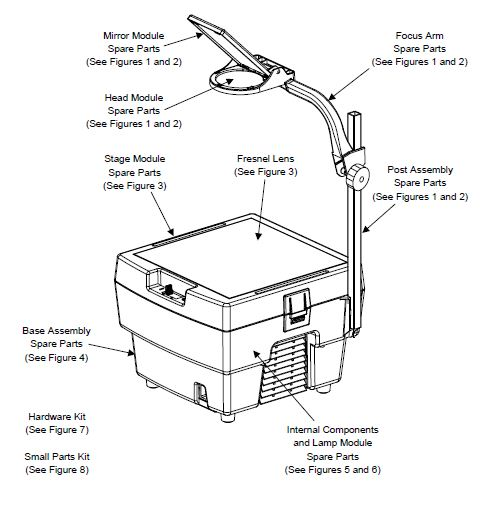 Mirror Module
Spare Parts
(See Figures 1 and 2)
Focus Arm
Spare Parts
(See Figures 1 and 2)
Head Module
Spare Parts
(See Figures 1 and 2)
Stage Module
Spare Parts
(See Figure 3)
Fresnel Lens
(See Figure 3)
Post Assembly
Spare Parts
(See Figures 1 and 2)
Base Assembly
Spare Parts
(See Figure 4)
Hardware Kit
(See Figure 7)
Small Parts Kit
(See Figure 8)
Internal Components
and Lamp Module
Spare Parts
(See Figures 5 and 6)